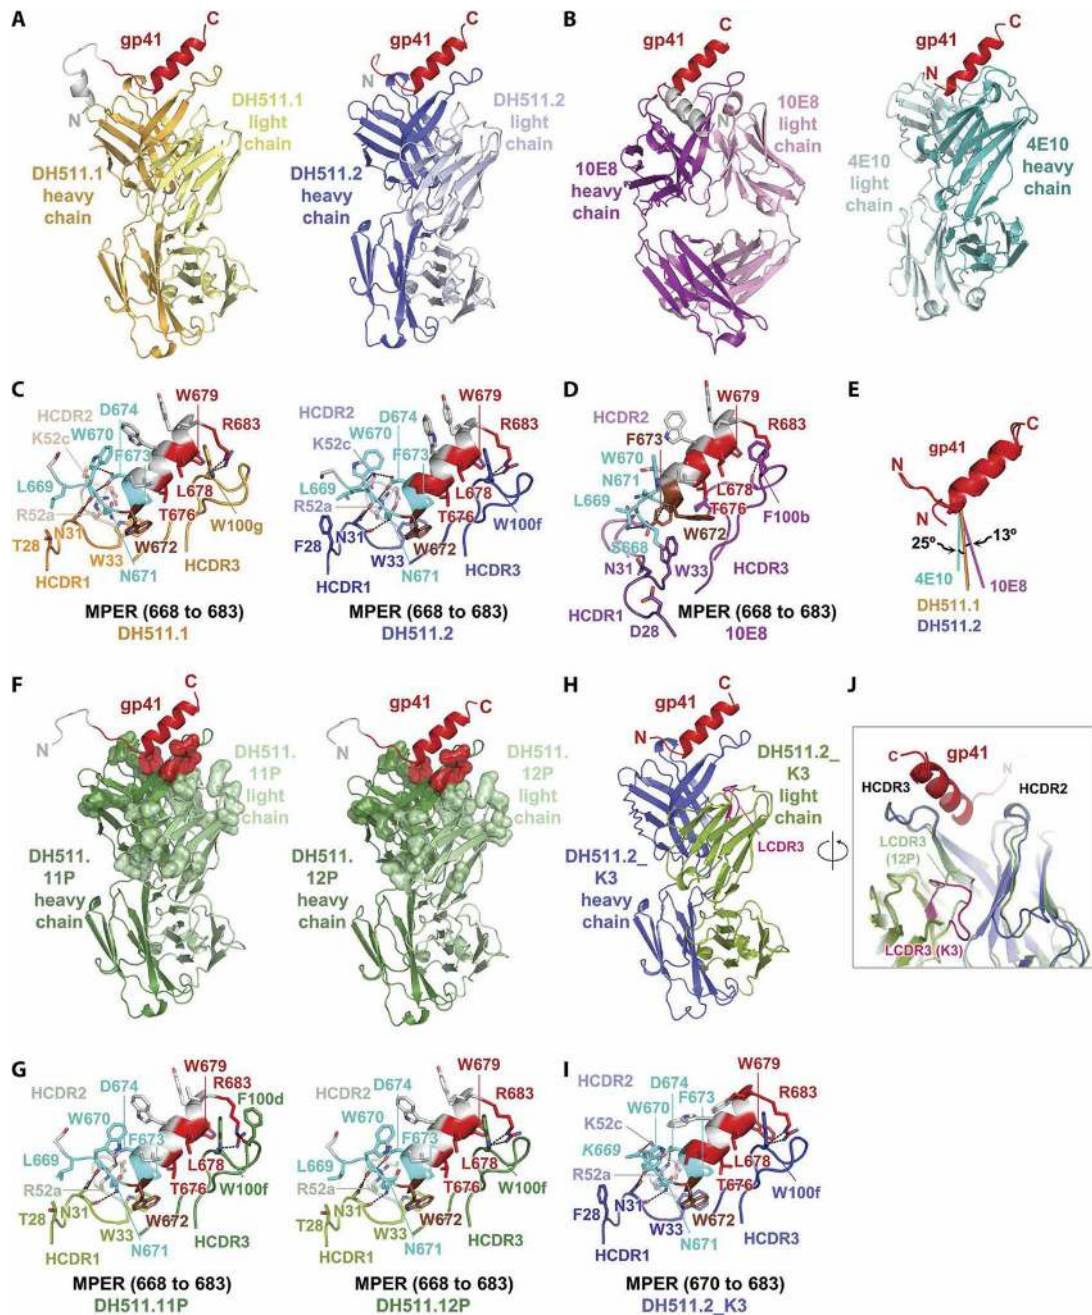 A
C
gp41
N
DH511.1
light
chain
DH511.1
heavy
chain
C
gp41
N
DH511.2
light
chain
DH511.2
heavy
chain
B
C
gp41
N
10E8
light
chain
10E8
heavy
chain
C
gp41
N
4E10
heavy
chain
4E10
light
chain
C
W679
D674
R683
HCDR2
W670
K52c
F673
L669
L678
R52a
T676
W100g
N31
T28
W672
W33
HCDR3
HCDR1
N671
MPER (668 to 683)
DH511.1
W679
D674
R683
HCDR2
W670
K52c
F673
L669
L678
R52a
T676
W100f
N31
F28
W672
W33
HCDR3
HCDR1
N671
MPER (668 to 683)
DH511.2
D
W679
R683
HCDR2
F673
W670
N671
L678
L669
T676
F100b
W672
S668
N31
W33
HCDR3
HCDR1
D28
MPER (668 to 683)
10E8
E
C
gp41
N
N
25º
13º
4E10
10E8
DH511.1
DH511.2
F
C
gp41
N
DH511.
11P
light
chain
DH511.
11P
heavy
chain
C
gp41
N
DH511.
12P
light
chain
DH511.
12P
heavy
chain
H
C
gp41
N
DH511.2_
K3
light
chain
LCDR3
DH511.2_
K3
heavy
chain
J
gp41
C
N
HCDR3
HCDR2
LCDR3
(12P)
LCDR3 (K3)
G
W679
R683
D674
F100d
HCDR2
W670
F673
L669
L678
R52a
T676
W100f
T28
N31
W672
W33
HCDR3
HCDR1
N671
MPER (668 to 683)
DH511.11P
W679
D674
R683
HCDR2
W670
F673
L669
L678
R52a
T676
W100f
T28
N31
W672
W33
HCDR3
HCDR1
N671
MPER (668 to 683)
DH511.12P
I
W679
D674
R683
HCDR2
W670
F673
K52c
K669
L678
R52a
T676
W100f
F28
N31
W672
W33
HCDR3
HCDR1
N671
MPER (670 to 683)
DH511.2_K3